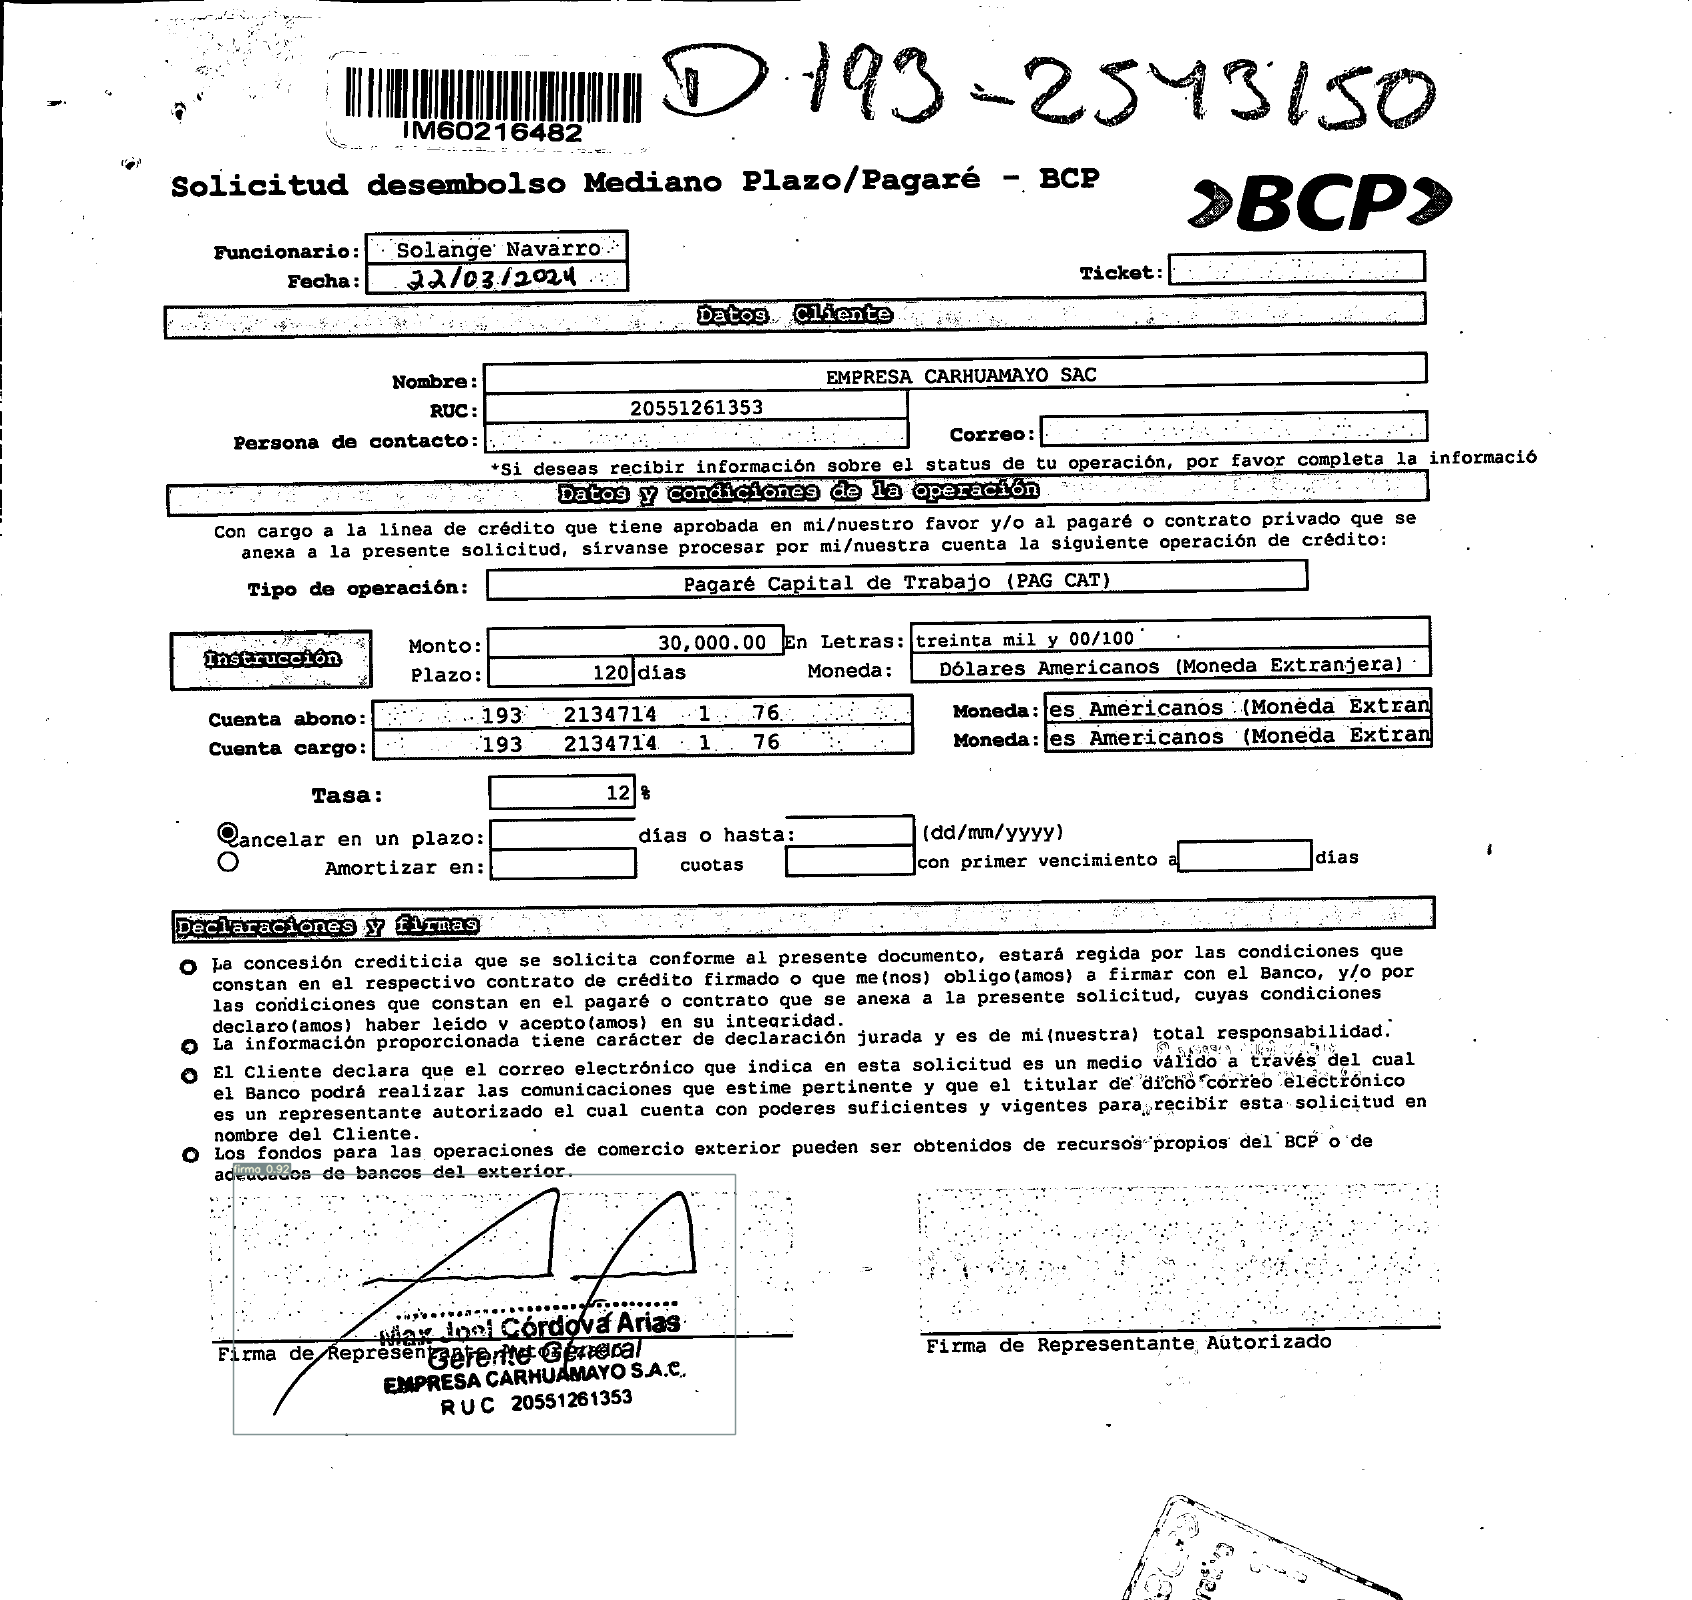 D 193-2543150
IM60216482
Solicitud desembolso Mediano Plazo/Pagaré - BCP
BCP
Funcionario: Solange Navarro
Fecha: 22/03/2024
Ticket:
Datos Cliente
Nombre: EMPRESA CARHUAMAYO SAC
RUC: 20551261353
Persona de contacto: Correo:
*Si deseas recibir información sobre el status de tu operación, por favor completa la informació
Datos y condiciones de la operación
Con cargo a la línea de crédito que tiene aprobada en mi/nuestro favor y/o al pagaré o contrato privado que se
anexa a la presente solicitud, sírvanse procesar por mi/nuestra cuenta la siguiente operación de crédito:
Tipo de operación: Pagaré Capital de Trabajo (PAG CAT)
Instrucción
Monto: 30,000.00 En Letras: treinta mil y 00/100
Plazo: 120 días Moneda: Dólares Americanos (Moneda Extranjera)
Cuenta abono: 193 2134714 1 76 Moneda: es Americanos (Moneda Extran
Cuenta cargo: 193 2134714 1 76 Moneda: es Americanos (Moneda Extran
Tasa: 12 %
ancelar en un plazo: días o hasta: (dd/mm/yyyy)
Amortizar en: cuotas con primer vencimiento a días
Declaraciones y firmas
La concesión crediticia que se solicita conforme al presente documento, estará regida por las condiciones que
constan en el respectivo contrato de crédito firmado o que me(nos) obligo(amos) a firmar con el Banco, y/o por
las condiciones que constan en el pagaré o contrato que se anexa a la presente solicitud, cuyas condiciones
declaro(amos) haber leído y acepto(amos) en su integridad.
La información proporcionada tiene carácter de declaración jurada y es de mi(nuestra) total responsabilidad.
El Cliente declara que el correo electrónico que indica en esta solicitud es un medio válido a través del cual
el Banco podrá realizar las comunicaciones que estime pertinente y que el titular de dicho correo electrónico
es un representante autorizado el cual cuenta con poderes suficientes y vigentes para recibir esta solicitud en
nombre del Cliente.
Los fondos para las operaciones de comercio exterior pueden ser obtenidos de recursos propios del BCP o de
adeudados de bancos del exterior.
firma 0.92
Max Joel Córdova Arias
Gerente General
EMPRESA CARHUAMAYO S.A.C.
RUC 20551261353
Firma de Representante
Firma de Representante Autorizado